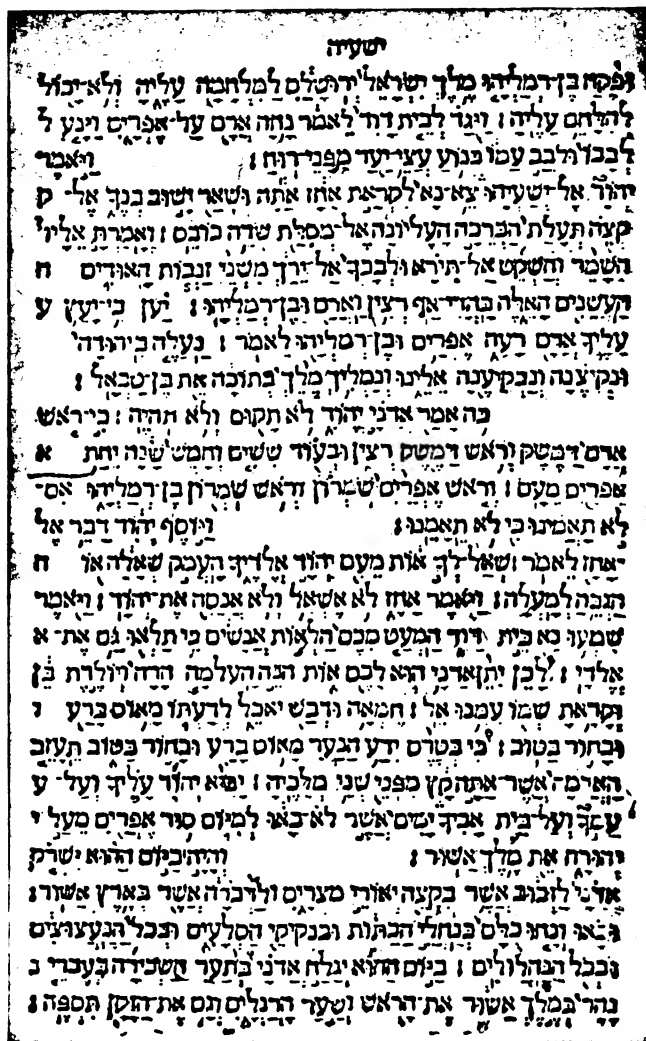 ישעיה
ופקח בן־רמליהו מלך ישראל ירושלם למלחמה עליה ולא־יכול
להלחם עליה׃ ויגד לבית דוד לאמר נחה ארם על־אפרים וינע ל
לבבו ולבב עמו כנוע עצי־יער מפני־רוח׃ ויאמר
יהוה אל־ישעיהו צא־נא לקראת אחז אתה ושאר ישוב בנך אל־ ק
קצה תעלת הברכה העליונה אל־מסלת שדה כובס׃ ואמרת אליו
השמר והשקט אל־תירא ולבבך אל־ירך משני זנבות האודים ה
העשנים האלה בחרי־אף רצין וארם ובן־רמליהו׃ יען כי־יעץ ע
עליך ארם רעה אפרים ובן־רמליהו לאמר׃ נעלה ביהודה
ונקיצנה ונבקיענה אלינו ונמליך מלך בתוכה את בן־טבאל׃
כה אמר אדני יהוה לא תקום ולא תהיה׃ כי־ראש
ארם דמשק וראש דמשק רצין ובעוד ששים וחמש שנה יחת א
אפרים מעם׃ וראש אפרים שמרון וראש שמרון בן־רמליהו אם־
לא תאמינו כי לא תאמנו׃ ויוסף יהוה דבר אל
־אחז לאמר׃ שאל־לך אות מעם יהוה אלהיך העמק שאלה או ה
הגבה למעלה׃ ויאמר אחז לא אשאל ולא אנסה את־יהוה׃ ויאמר
שמעו נא בית דוד המעט מכם הלאות אנשים כי תלאו גם את־א
אלהי׃ לכן יתן אדני הוא לכם אות הנה העלמה הרה ויולדת בן
וקראת שמו עמנו אל׃ חמאה ודבש יאכל לדעתו מאוס ברע ו
ובחור בטוב׃ כי בטרם ידע הנער מאוס ברע ובחור בטוב תעזב
האדמה אשר אתה קץ מפני שני מלכיה׃ יביא יהוה עליך ועל־ ע
עמך ועל־בית אביך ימים אשר לא־באו למיום סור אפרים מעל י
יהודה את מלך אשור׃ והיה ביום ההוא ישרק
אדני לזבוב אשר בקצה יאורי מצרים ולדברה אשר בארץ אשור׃
ובאו ונחו כלם בנחלי הבתות ובנקיקי הסלעים ובכל הנעצוצים
ובכל הנהלולים׃ ביום ההוא יגלח אדני בתער השכירה בעברי נ
נהר במלך אשור את־הראש ושער הרגלים וגם את־הזקן תספה׃